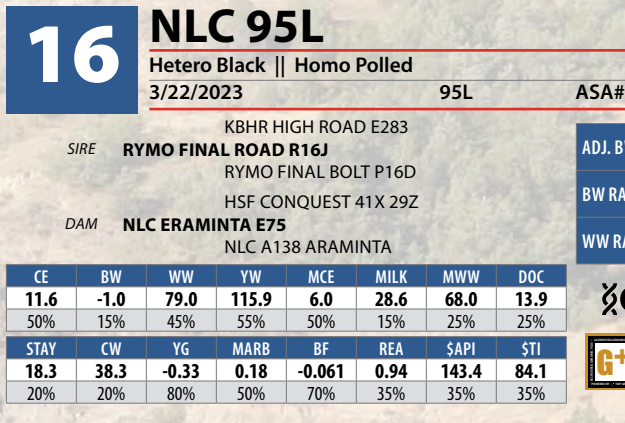 16
NLC 95L
Hetero Black || Homo Polled
3/22/2023 95L ASA#
KBHR HIGH ROAD E283
SIRE RYMO FINAL ROAD R16J
RYMO FINAL BOLT P16D
HSF CONQUEST 41X 29Z
DAM NLC ERAMINTA E75
NLC A138 ARAMINTA
ADJ. B
BW RA
WW RA
CE BW WW YW MCE MILK MWW DOC
11.6 -1.0 79.0 115.9 6.0 28.6 68.0 13.9
50% 15% 45% 55% 50% 15% 25% 25%
STAY CW YG MARB BF REA $API $TI
18.3 38.3 -0.33 0.18 -0.061 0.94 143.4 84.1
20% 20% 80% 50% 70% 35% 35% 35%
G+